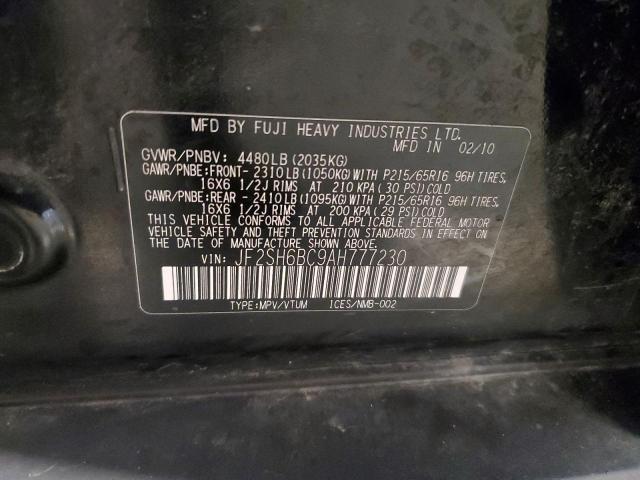 MFD BY FUJI HEAVY INDUSTRIES LTD.
MFD IN 02/10
GVWR/PNBV: 4480LB (2035KG)
GAWR/PNBE:FRONT- 2310LB(1050KG)WITH P215/65R16 96H TIRES,
16X6 1/2J RIMS AT 210 KPA(30 PSI)COLD
GAWR/PNBE:REAR - 2410LB(1095KG)WITH P215/65R16 96H TIRES,
16X6 1/2J RIMS AT 200 KPA(29 PSI)COLD
THIS VEHICLE CONFORMS TO ALL APPLICABLE FEDERAL MOTOR
VEHICLE SAFETY AND THEFT PREVENTION STANDARDS IN EFFECT
ON THE DATE OF MANUFACTURE SHOWN ABOVE.
VIN: JF2SH6BC9AH777230
TYPE:MPV/VTUM ICES/NMB-002